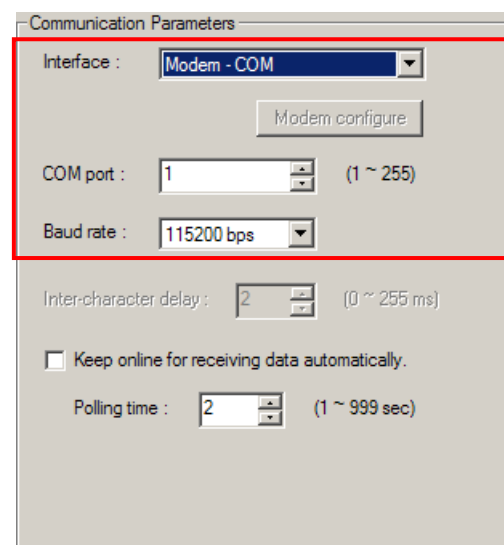 Communication Parameters
Interface : Modem - COM
Modem configure
COM port : 1 (1 ~ 255)
Baud rate : 115200 bps
Inter-character delay : 2 (0 ~ 255 ms)
Keep online for receiving data automatically.
Polling time : 2 (1 ~ 999 sec)